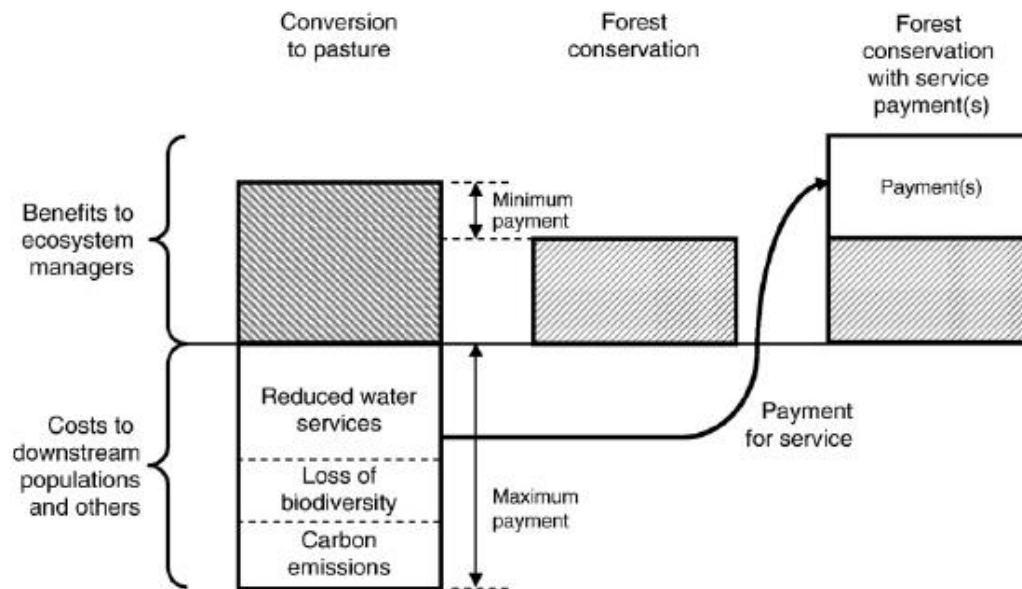 Conversion
to pasture
Forest
conservation
Forest
conservation
with service
payment(s)
Benefits to
ecosystem
managers
Minimum
payment
Payment(s)
Costs to
downstream
populations
and others
Reduced water
services
Loss of
biodiversity
Carbon
emissions
Maximum
payment
Payment
for service